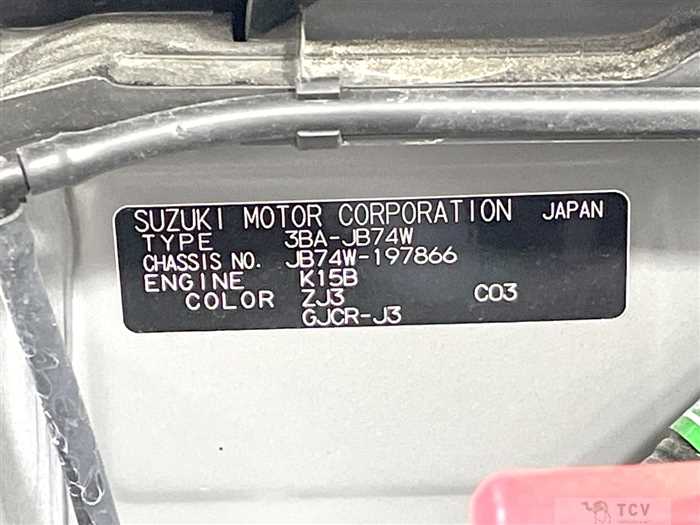 SUZUKI MOTOR CORPORATION JAPAN
TYPE 3BA-JB74W
CHASSIS NO. JB74W-197866
ENGINE K15B
COLOR ZJ3 C03
GJCR-J3
TCV